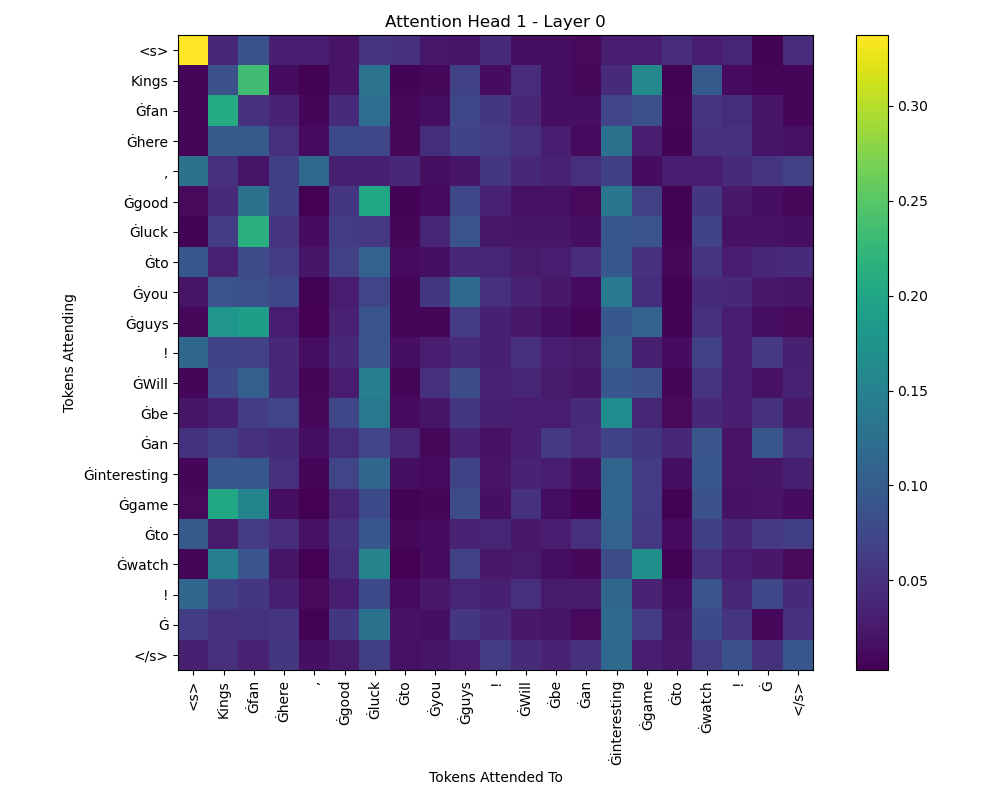 Attention Head 1 - Layer 0
Tokens Attending
<s>
Kings
Ġfan
Ġhere
,
Ġgood
Ġluck
Ġto
Ġyou
Ġguys
!
ĠWill
Ġbe
Ġan
Ġinteresting
Ġgame
Ġto
Ġwatch
!
Ġ
</s>
<s>
Kings
Ġfan
Ġhere
,
Ġgood
Ġluck
Ġto
Ġyou
Ġguys
!
ĠWill
Ġbe
Ġan
Ġinteresting
Ġgame
Ġto
Ġwatch
!
Ġ
</s>
Tokens Attended To
0.30
0.25
0.20
0.15
0.10
0.05